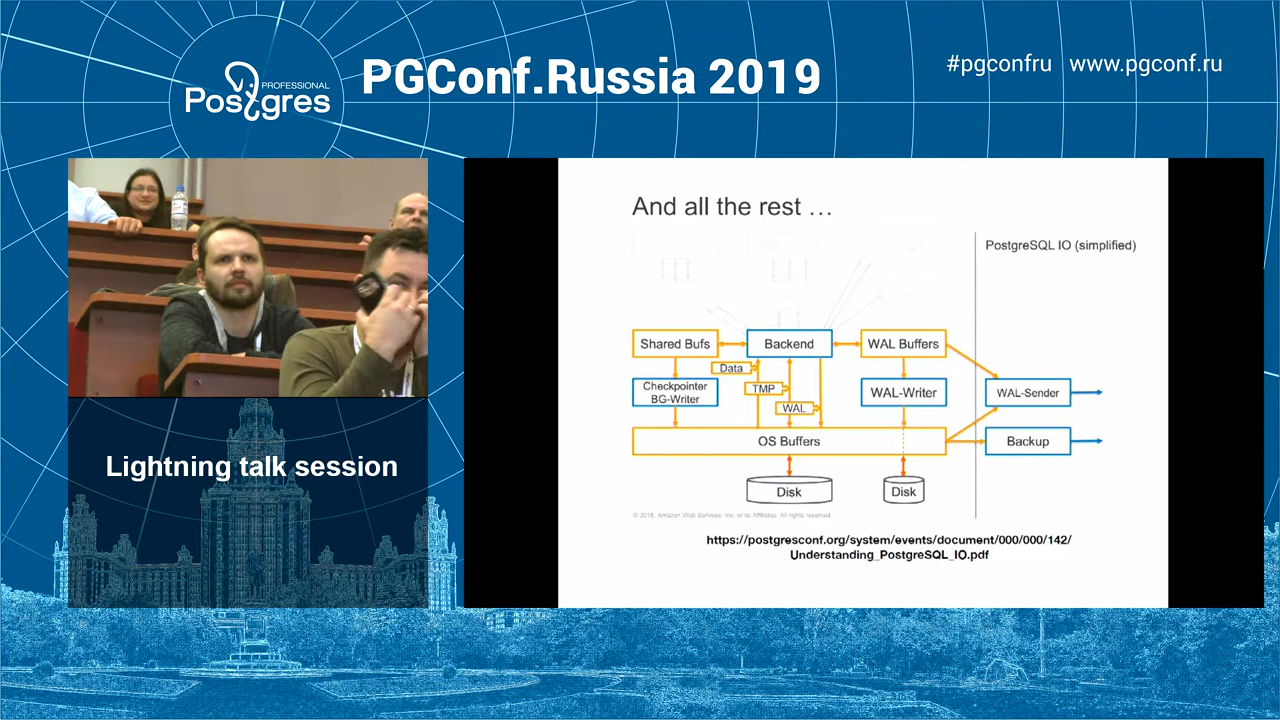 PROFESSIONAL
Postgres
PGConf.Russia 2019
#pgconfru www.pgconf.ru
Lightning talk session
And all the rest ...
PostgreSQL IO (simplified)
Shared Bufs
Backend
WAL Buffers
Data
TMP
WAL
Checkpointer
BG-Writer
WAL-Writer
WAL-Sender
OS Buffers
Backup
Disk
Disk
© 2018, Amazon Web Services, Inc. or its Affiliates. All rights reserved.
https://postgresconf.org/system/events/document/000/000/142/
Understanding_PostgreSQL_IO.pdf